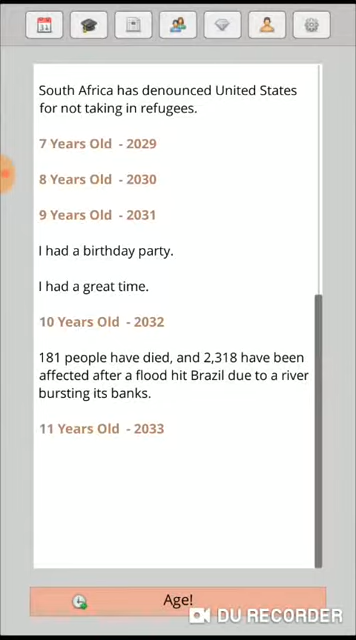 South Africa has denounced United States
for not taking in refugees.
7 Years Old - 2029
8 Years Old - 2030
9 Years Old - 2031
I had a birthday party.
I had a great time.
10 Years Old - 2032
181 people have died, and 2,318 have been
affected after a flood hit Brazil due to a river
bursting its banks.
11 Years Old - 2033
Age!
DU RECORDER